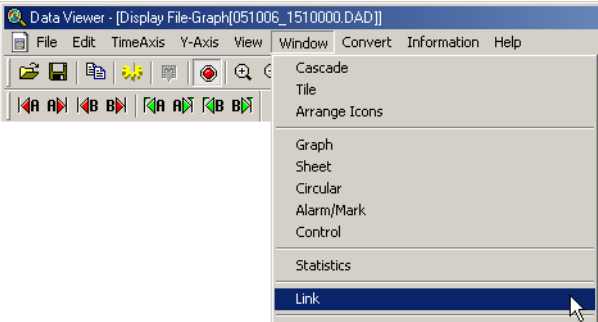 Data Viewer - [Display File-Graph[051006_1510000.DAD]]
File Edit TimeAxis Y-Axis View Window Convert Information Help
A A B B A A B B
Cascade
Tile
Arrange Icons
Graph
Sheet
Circular
Alarm/Mark
Control
Statistics
Link